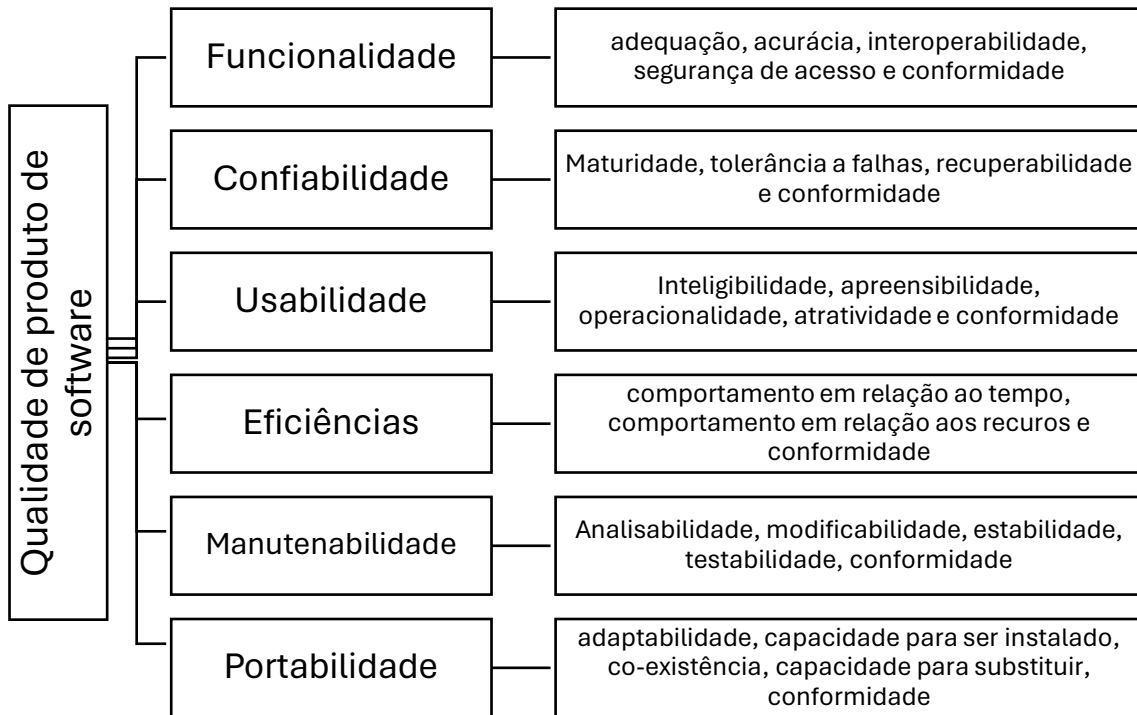 Qualidade de produto de
software
Funcionalidade
adequação, acurácia, interoperabilidade,
segurança de acesso e conformidade
Confiabilidade
Maturidade, tolerância a falhas, recuperabilidade
e conformidade
Usabilidade
Inteligibilidade, apreensibilidade,
operacionalidade, atratividade e conformidade
Eficiências
comportamento em relação ao tempo,
comportamento em relação aos recuros e
conformidade
Manutenabilidade
Analisabilidade, modificabilidade, estabilidade,
testabilidade, conformidade
Portabilidade
adaptabilidade, capacidade para ser instalado,
co-existência, capacidade para substituir,
conformidade